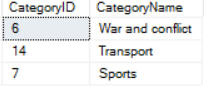 CategoryID CategoryName
6 War and conflict
14 Transport
7 Sports